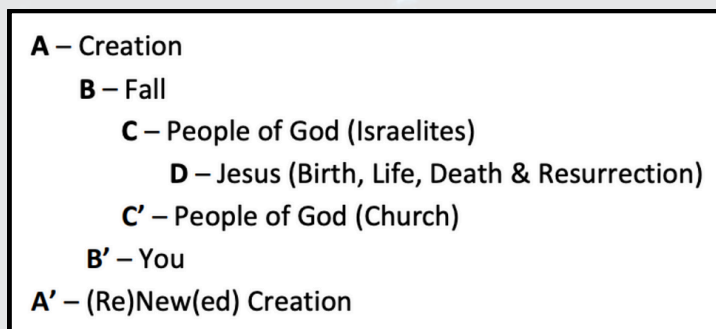 A – Creation
B – Fall
C – People of God (Israelites)
D – Jesus (Birth, Life, Death & Resurrection)
C’ – People of God (Church)
B’ – You
A’ – (Re)New(ed) Creation